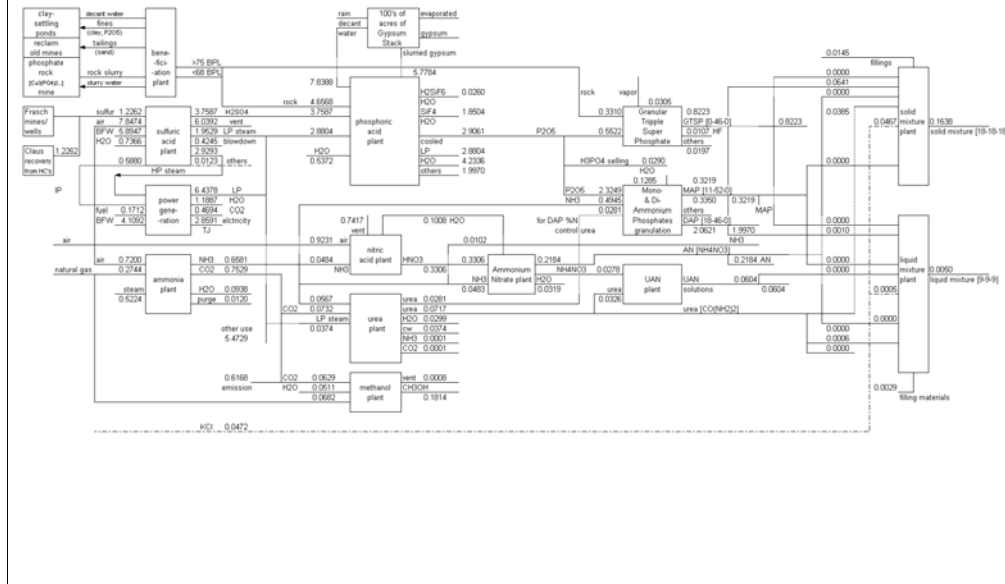 clay-
settling
ponds
reclaim
old mines
phosphate
rock
[Ca3(PO4)2..]
mine
decant water
fines
(clay, P2O5)
tailings
(sand)
rock slurry
slurry water
bene-
-fici-
-ation
plant
>75 BPL
<68 BPL
rain
decant
water
100's of
acres of
Gypsum
Stack
evaporated
gypsum
slurried gypsum
5.7784
7.8388
rock 4.6568
3.7587
2.8804
H2O
0.5372
phosphoric
acid
plant
H2SiF6 0.0260
H2O
SiF4 1.8504
H2O
2.9061
cooled
LP 2.8804
H2O 4.2336
others 1.9970
Frasch
mines/
wells
Claus
recovery
from HC's
1.2262
sulfur 1.2262
air 7.8474
BFW 5.8947
H2O 0.7366
0.5880
sulfuric
acid
plant
3.7587 H2SO4
6.0392 vent
1.9529 LP steam
0.4245 blowdown
2.9293
0.0123 others
HP steam
IP
fuel 0.1712
BFW 4.1092
power
gene-
-ration
6.4378 LP
1.1887 H2O
0.4694 CO2
2.8591 elctricity
TJ
air
air 0.7200
natural gas 0.2744
steam
0.5224
ammonia
plant
NH3 0.6581
CO2 0.7529
H2O 0.0938
purge 0.0120
other use
5.4729
0.7417
vent
0.9231 air
0.0484
NH3
nitric
acid plant
HNO3
0.3306
0.1008 H2O
0.0102
0.3306
NH3
0.0483
Ammonium
Nitrate plant
0.2184
NH4NO3 0.0278
H2O
0.0319
urea
0.0326
UAN
plant
UAN 0.0604
solutions 0.0604
0.0567
CO2 0.0732
LP steam
0.0374
urea
plant
urea 0.0281
urea 0.0717
H2O 0.0299
cw 0.0374
NH3 0.0001
CO2 0.0001
urea [CO(NH2)2]
0.6168 CO2 0.0629
emission H2O 0.0511
0.0682
methanol
plant
vent 0.0008
CH3OH
0.1814
KCl 0.0472
rock vapor
0.0305
0.3310
P2O5 0.5522
Granular
Tripple
Super
Phosphate
0.8223
GTSP [0-46-0] 0.8223
0.0107 HF
others
0.0197
H3PO4 selling 0.0290
H2O
0.1285
P2O5 2.3249
NH3 0.4945
0.0281
for DAP %N
control urea
Mono-
& Di-
Ammonium
Phosphates
granulation
0.3219
MAP [11-52-0]
0.3350 0.3219
others MAP
DAP [18-46-0]
2.0621 1.9970
NH3
AN [NH4NO3]
0.2184 AN
0.0145
fillings
0.0000
0.0641
0.0000
0.0385
0.0467
0.0000
solid
mixture
plant
0.1638
solid mixture [18-18-18]
0.0000
0.0010
0.0000
0.0000
0.0000
0.0005
0.0000
0.0000
0.0006
0.0000
liquid
mixture
plant
0.0050
liquid mixture [9-9-9]
0.0029
filling materials